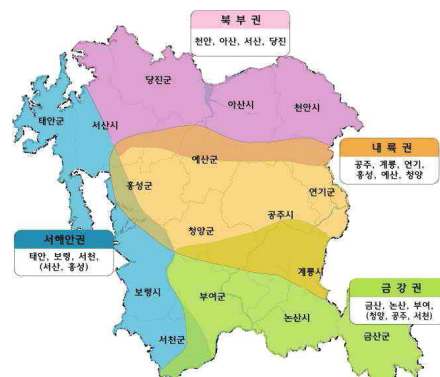 북 부 권
천안, 아산, 서산, 당진
당진군
아산시
천안시
태안군
서산시
예산군
내 륙 권
공주, 계룡, 연기,
홍성, 예산, 청양
홍성군
연기군
공주시
청양군
서해안권
태안, 보령, 서천,
(서산, 홍성)
계룡시
보령시
부여군
금 강 권
금산, 논산, 부여,
(청양, 공주, 서천)
논산시
서천군
금산군